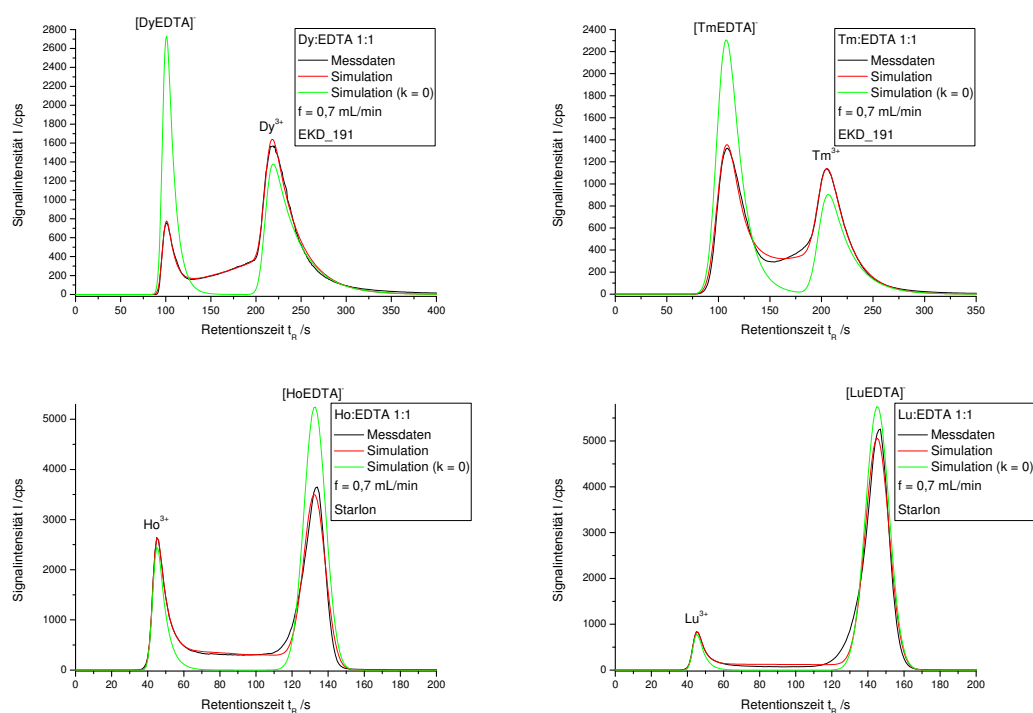 [DyEDTA]-
Dy:EDTA 1:1
Messdaten
Simulation
Simulation (k = 0)
f = 0,7 mL/min
EKD_191
Dy3+
Signalintensität I /cps
2800
2600
2400
2200
2000
1800
1600
1400
1200
1000
800
600
400
200
0
0 50 100 150 200 250 300 350 400
Retentionszeit tR /s
[TmEDTA]-
Tm:EDTA 1:1
Messdaten
Simulation
Simulation (k = 0)
f = 0,7 mL/min
EKD_191
Tm3+
Signalintensität I /cps
2400
2200
2000
1800
1600
1400
1200
1000
800
600
400
200
0
0 50 100 150 200 250 300 350
Retentionszeit tR /s
[HoEDTA]-
Ho:EDTA 1:1
Messdaten
Simulation
Simulation (k = 0)
f = 0,7 mL/min
Starlon
Ho3+
Signalintensität I /cps
5000
4000
3000
2000
1000
0
0 20 40 60 80 100 120 140 160 180 200
Retentionszeit tR /s
[LuEDTA]-
Lu:EDTA 1:1
Messdaten
Simulation
Simulation (k = 0)
f = 0,7 mL/min
Starlon
Lu3+
Signalintensität I /cps
5000
4000
3000
2000
1000
0
0 20 40 60 80 100 120 140 160 180 200
Retentionszeit tR /s